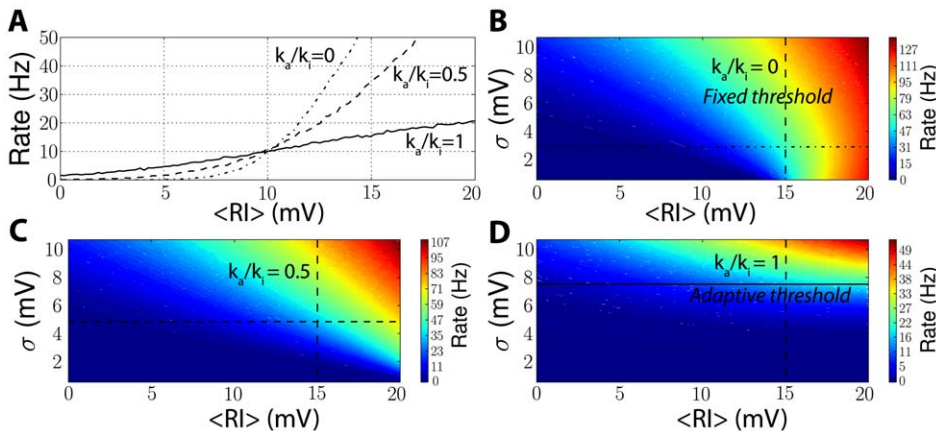 A
Rate (Hz)
50
40
30
20
10
0
k_a/k_i=0
k_a/k_i=0.5
k_a/k_i=1
0 5 10 15 20
<RI> (mV)
B
σ (mV)
10
8
6
4
2
k_a/k_i = 0
Fixed threshold
0 5 10 15 20
<RI> (mV)
137
127
111
95
79
63
47
31
15
0
Rate (Hz)
C
σ (mV)
10
8
6
4
2
k_a/k_i = 0.5
0 5 10 15 20
<RI> (mV)
107
95
83
71
59
47
35
23
11
0
Rate (Hz)
D
σ (mV)
10
8
6
4
2
k_a/k_i = 1
Adaptive threshold
0 5 10 15 20
<RI> (mV)
49
44
38
33
27
22
16
11
5
0
Rate (Hz)